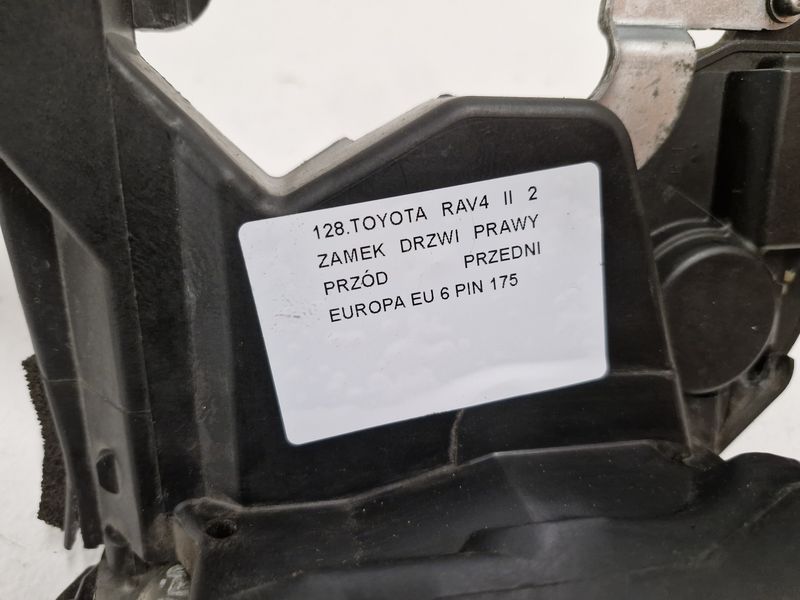 128.TOYOTA RAV4 II 2
ZAMEK DRZWI PRAWY
PRZÓD PRZEDNI
EUROPA EU 6 PIN 175